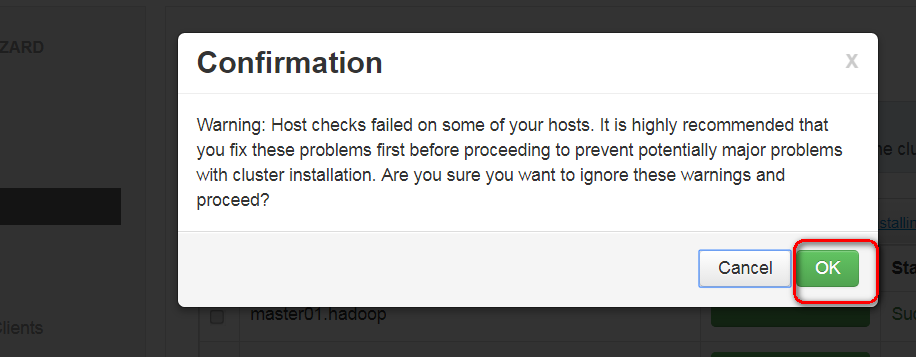 ZARD
Confirmation
x
Warning: Host checks failed on some of your hosts. It is highly recommended that
you fix these problems first before proceeding to prevent potentially major problems
with cluster installation. Are you sure you want to ignore these warnings and
proceed?
ne clu
stallin
Cancel
OK
Sta
master01.hadoop
Suc
Clients